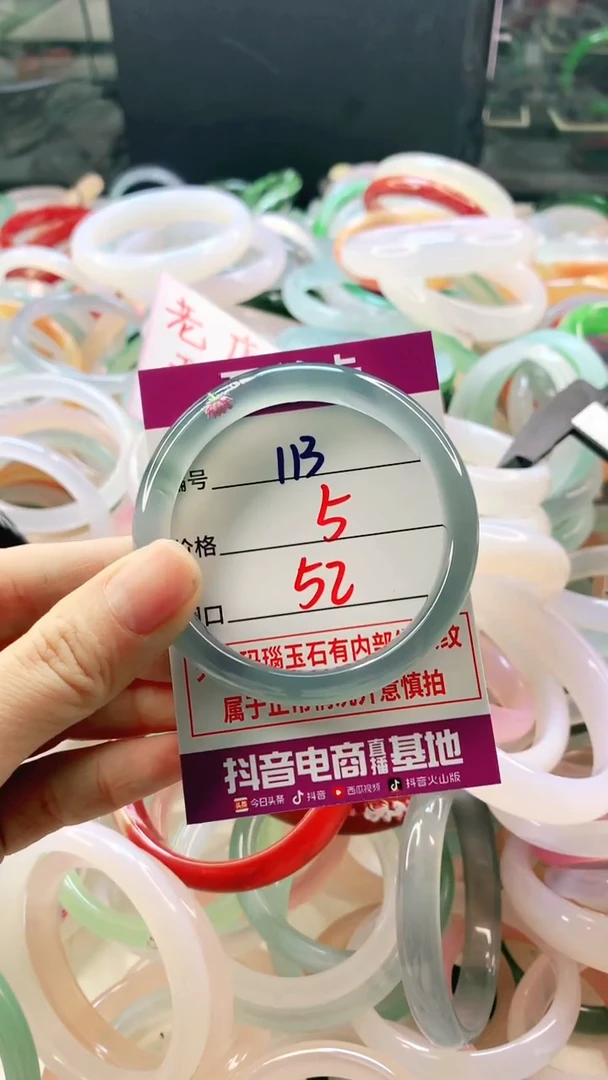 老
编号 113
价格 5
圈口 52
玛瑙玉石有内部
纹
属于正常情况介意慎拍
抖音电商直播基地
今日头条 抖音 西瓜视频 抖音火山版